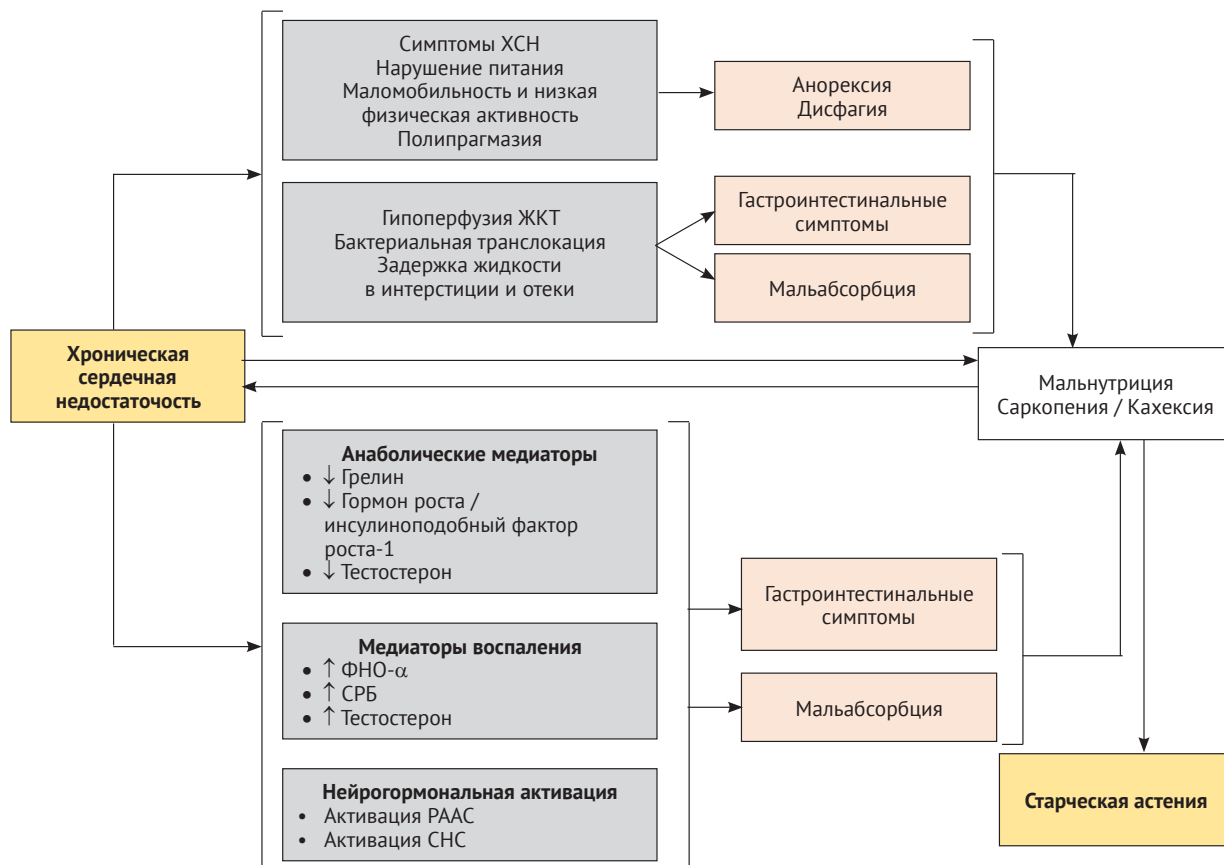 Симптомы ХСН
Нарушение питания
Маломобильность и низкая
физическая активность
Полипрагмазия
Анорексия
Дисфагия
Гипоперфузия ЖКТ
Бактериальная транслокация
Задержка жидкости
в интерстиции и отеки
Гастроинтестинальные
симптомы
Мальабсорбция
Хроническая
сердечная
недостаточость
Мальнутриция
Саркопения / Кахексия
Анаболические медиаторы
• ↓ Грелин
• ↓ Гормон роста /
инсулиноподобный фактор
роста-1
• ↓ Тестостерон
Медиаторы воспаления
• ↑ ФНО-α
• ↑ СРБ
• ↑ Тестостерон
Нейрогормональная активация
• Активация РААС
• Активация СНС
Гастроинтестинальные
симптомы
Мальабсорбция
Старческая астения